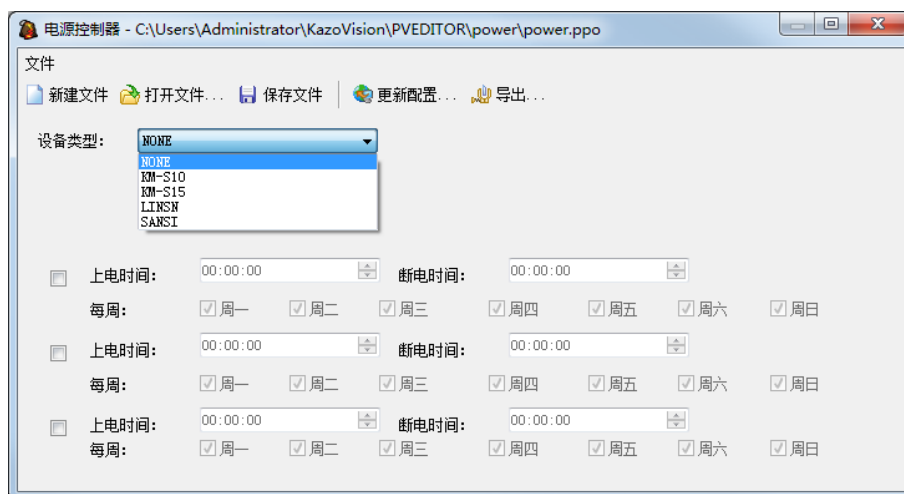 电源控制器 - C:\Users\Administrator\KazoVision\PVEDITOR\power\power.ppo
文件
新建文件 打开文件... 保存文件 更新配置... 导出...
设备类型: NONE
NONE
KM-S10
KM-S15
LINSN
SANSI
上电时间: 00:00:00 断电时间: 00:00:00
每周: 周一 周二 周三 周四 周五 周六 周日
上电时间: 00:00:00 断电时间: 00:00:00
每周: 周一 周二 周三 周四 周五 周六 周日
上电时间: 00:00:00 断电时间: 00:00:00
每周: 周一 周二 周三 周四 周五 周六 周日